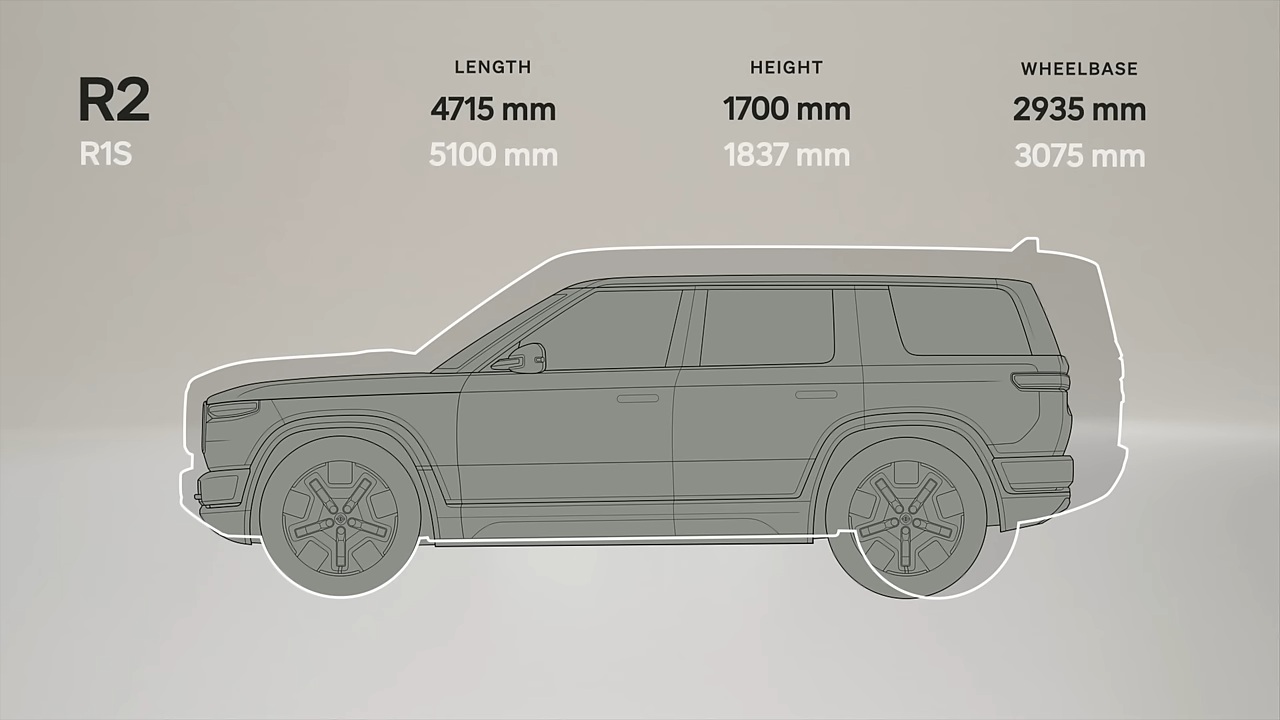 R2
R1S
LENGTH
4715 mm
5100 mm
HEIGHT
1700 mm
1837 mm
WHEELBASE
2935 mm
3075 mm